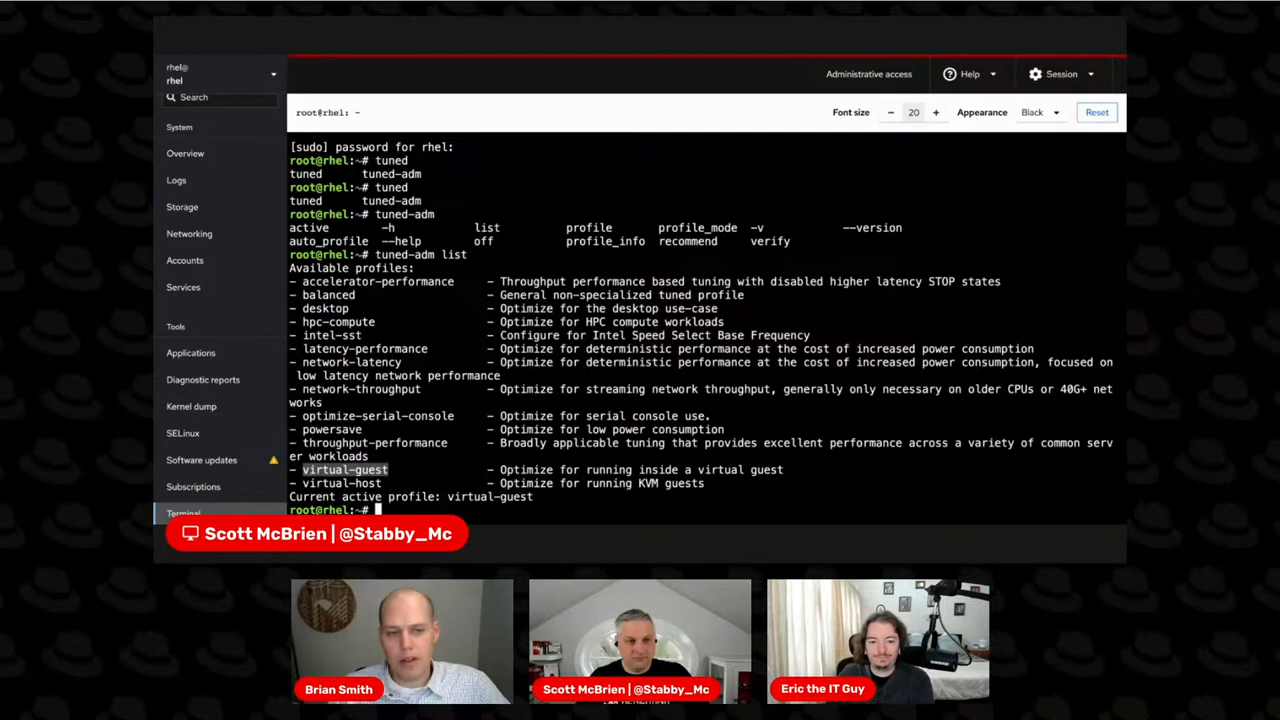 rhel@
rhel
Administrative access
Help
Session
Search
root@rhel: ~
Font size
20
Appearance
Black
Reset
System
Overview
Logs
Storage
Networking
Accounts
Services
Tools
Applications
Diagnostic reports
Kernel dump
SELinux
Software updates
Subscriptions
Terminal
[sudo] password for rhel:
root@rhel:~# tuned
tuned tuned-adm
root@rhel:~# tuned
tuned tuned-adm
root@rhel:~# tuned-adm
active -h list profile profile_mode -v --version
auto_profile --help off profile_info recommend verify
root@rhel:~# tuned-adm list
Available profiles:
- accelerator-performance - Throughput performance based tuning with disabled higher latency STOP states
- balanced - General non-specialized tuned profile
- desktop - Optimize for the desktop use-case
- hpc-compute - Optimize for HPC compute workloads
- intel-sst - Configure for Intel Speed Select Base Frequency
- latency-performance - Optimize for deterministic performance at the cost of increased power consumption
- network-latency - Optimize for deterministic performance at the cost of increased power consumption, focused on
low latency network performance
- network-throughput - Optimize for streaming network throughput, generally only necessary on older CPUs or 40G+ net
works
- optimize-serial-console - Optimize for serial console use.
- powersave - Optimize for low power consumption
- throughput-performance - Broadly applicable tuning that provides excellent performance across a variety of common serv
er workloads
- virtual-guest - Optimize for running inside a virtual guest
- virtual-host - Optimize for running KVM guests
Current active profile: virtual-guest
root@rhel:~#
Scott McBrien | @Stabby_Mc
Brian Smith
Scott McBrien | @Stabby_Mc
Eric the IT Guy